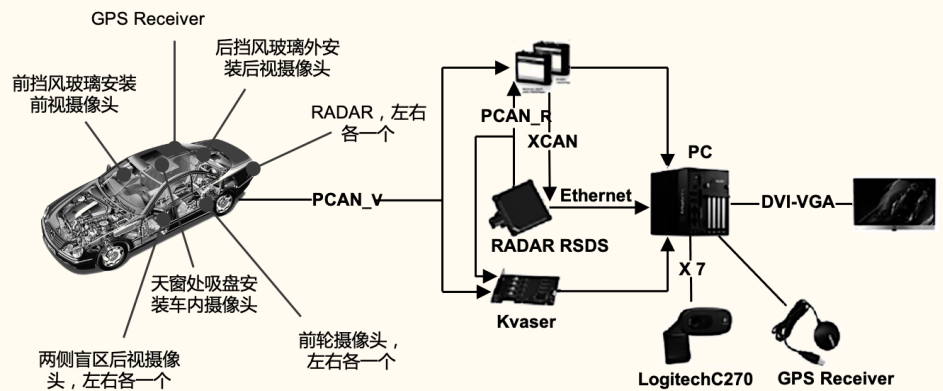 GPS Receiver
后挡风玻璃外安
装后视摄像头
前挡风玻璃安装
前视摄像头
RADAR，左右
各一个
PCAN_V
天窗处吸盘安
装车内摄像头
前轮摄像头，
左右各一个
两侧盲区后视摄像
头，左右各一个
PCAN_R
XCAN
Ethernet
RADAR RSDS
Kvaser
PC
DVI-VGA
X 7
LogitechC270
GPS Receiver